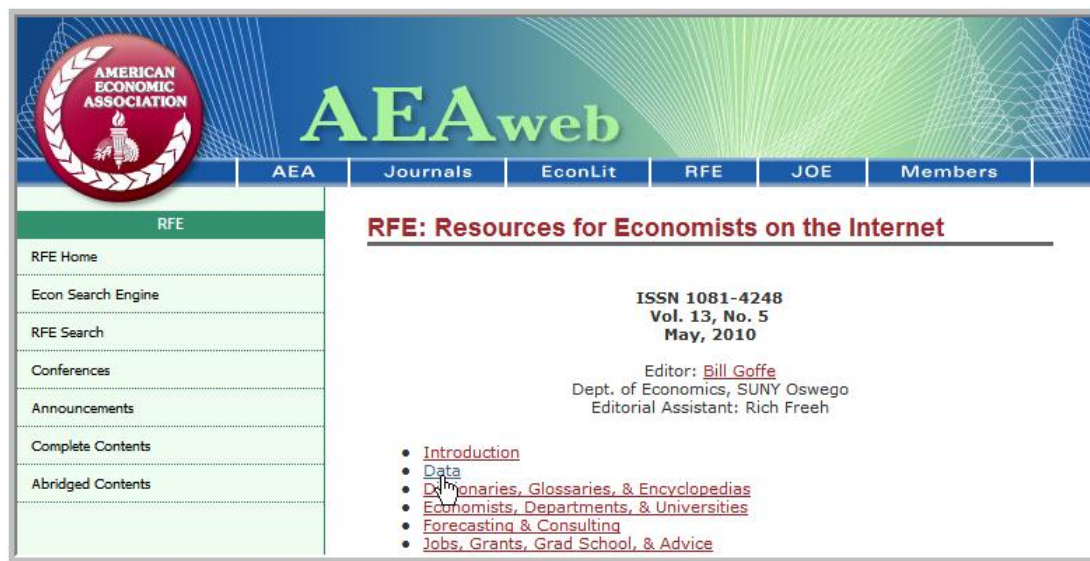 AMERICAN
ECONOMIC
ASSOCIATION
AEAweb
AEA Journals EconLit RFE JOE Members
RFE
RFE Home
Econ Search Engine
RFE Search
Conferences
Announcements
Complete Contents
Abridged Contents
RFE: Resources for Economists on the Internet
ISSN 1081-4248
Vol. 13, No. 5
May, 2010
Editor: Bill Goffe
Dept. of Economics, SUNY Oswego
Editorial Assistant: Rich Freeh
Introduction
Data
Dictionaries, Glossaries, & Encyclopedias
Economists, Departments, & Universities
Forecasting & Consulting
Jobs, Grants, Grad School, & Advice